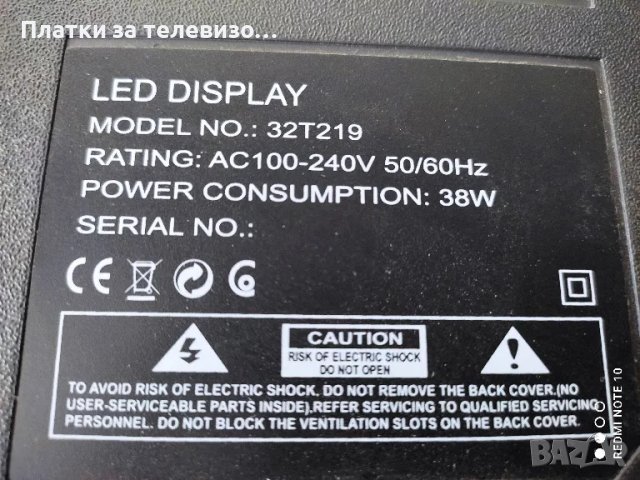 Платки за телевизо...
LED DISPLAY
MODEL NO.: 32T219
RATING: AC100-240V 50/60Hz
POWER CONSUMPTION: 38W
SERIAL NO.:
CE
CAUTION
RISK OF ELECTRIC SHOCK
DO NOT OPEN
TO AVOID RISK OF ELECTRIC SHOCK, DO NOT REMOVE THE BACK COVER.(NO
USER-SERVICEABLE PARTS INSIDE).REFER SERVICING TO QUALIFIED SERVICING
PERSONNEL. DO NOT BLOCK THE VENTILATION SLOTS ON THE BACK COVER.
REDMI NOTE 10
BAZAR